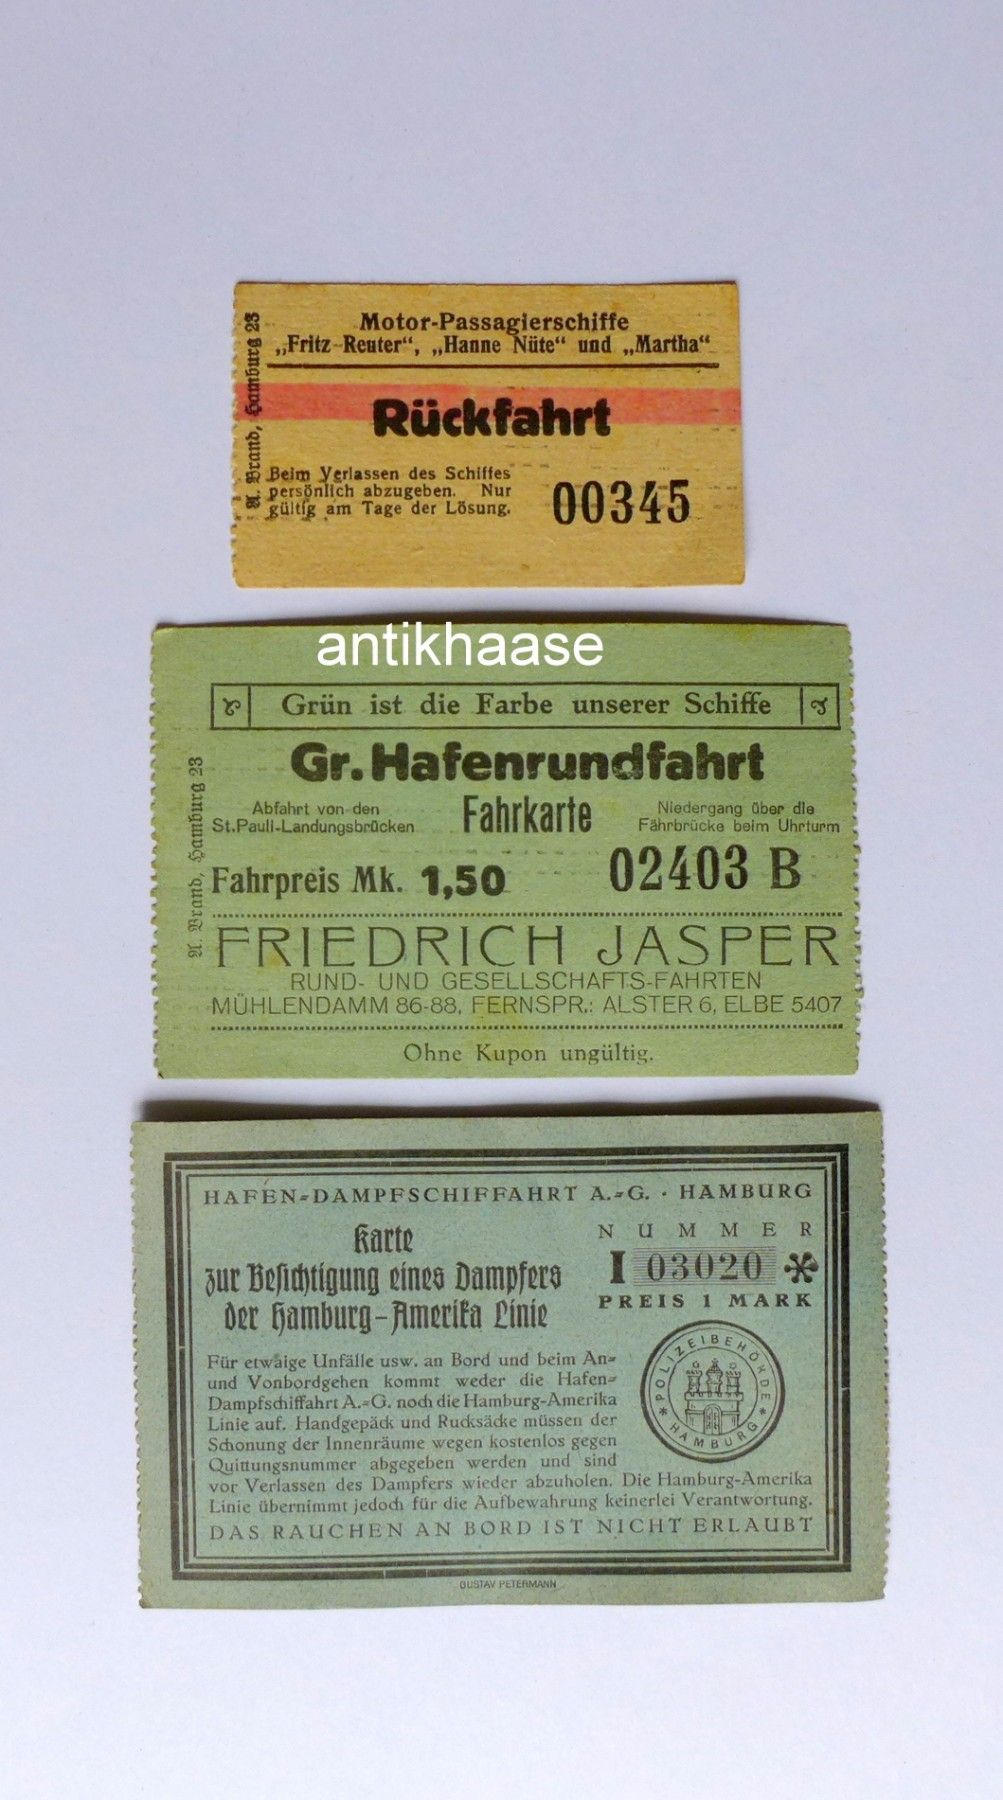 A. Brand, Hamburg 23
Motor-Passagierschiffe
„Fritz Reuter“, „Hanne Nüte“ und „Martha“
Rückfahrt
Beim Verlassen des Schiffes
persönlich abzugeben. Nur
gültig am Tage der Lösung.
00345
antikhaase
A. Brand, Hamburg 23
Grün ist die Farbe unserer Schiffe
Gr. Hafenrundfahrt
Abfahrt von den
St.Pauli-Landungsbrücken
Fahrkarte
Niedergang über die
Fährbrücke beim Uhrturm
Fahrpreis Mk. 1,50
02403 B
FRIEDRICH JASPER
RUND- UND GESELLSCHAFTS-FAHRTEN
MÜHLENDAMM 86-88, FERNSPR.: ALSTER 6, ELBE 5407
Ohne Kupon ungültig.
HAFEN-DAMPFSCHIFFAHRT A.-G. · HAMBURG
Karte
zur Besichtigung eines Dampfers
der Hamburg-Amerika Linie
NUMMER
I 03020
PREIS 1 MARK
POLIZEIBEHÖRDE * HAMBURG *
Für etwaige Unfälle usw. an Bord und beim An-
und Vonbordgehen kommt weder die Hafen-
Dampfschiffahrt A.-G. noch die Hamburg-Amerika
Linie auf. Handgepäck und Rucksäcke müssen der
Schonung der Innenräume wegen kostenlos gegen
Quittungsnummer abgegeben werden und sind
vor Verlassen des Dampfers wieder abzuholen. Die Hamburg-Amerika
Linie übernimmt jedoch für die Aufbewahrung keinerlei Verantwortung.
DAS RAUCHEN AN BORD IST NICHT ERLAUBT
GUSTAV PETERMANN